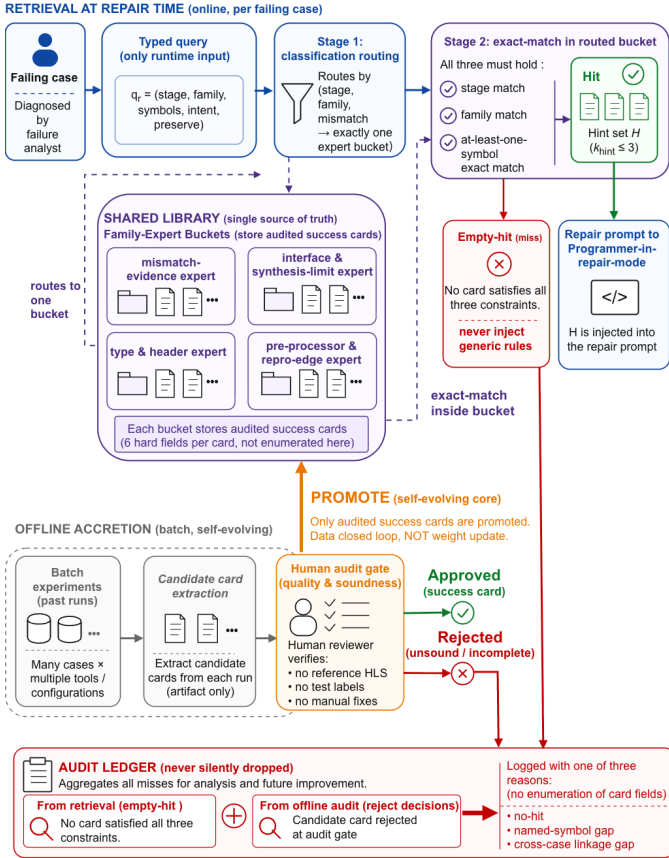 RETRIEVAL AT REPAIR TIME (online, per failing case)
Failing case
Diagnosed
by
failure
analyst
Typed query
(only runtime input)
qr = (stage, family,
symbols, intent,
preserve)
Stage 1:
classification routing
Routes by
(stage,
family,
mismatch
→ exactly one
expert bucket)
Stage 2: exact-match in routed bucket
All three must hold :
stage match
family match
at-least-one-
symbol
exact match
Hit
Hint set H
(khint ≤ 3)
routes to
one
bucket
SHARED LIBRARY (single source of truth)
Family-Expert Buckets (store audited success cards)
mismatch-
evidence expert
...
interface &
synthesis-limit expert
...
type & header expert
...
pre-processor &
repro-edge expert
...
Each bucket stores audited success cards
(6 hard fields per card, not enumerated here)
exact-match
inside bucket
Empty-hit (miss)
No card satisfies all
three constraints.
never inject
generic rules
Repair prompt to
Programmer-in-
repair-mode
</>
H is injected into
the repair prompt
PROMOTE (self-evolving core)
Only audited success cards are promoted.
Data closed loop, NOT weight update.
OFFLINE ACCRETION (batch, self-evolving)
Batch
experiments
(past runs)
...
Many cases ×
multiple tools /
configurations
Candidate card
extraction
...
Extract candidate
cards from each run
(artifact only)
Human audit gate
(quality & soundness)
Human reviewer
verifies:
• no reference HLS
• no test labels
• no manual fixes
Approved
(success card)
Rejected
(unsound / incomplete)
AUDIT LEDGER (never silently dropped)
Aggregates all misses for analysis and future improvement.
From retrieval (empty-hit )
No card satisfied all three
constraints.
From offline audit (reject decisions)
Candidate card rejected
at audit gate
Logged with one of three
reasons:
(no enumeration of card fields)
• no-hit
• named-symbol gap
• cross-case linkage gap